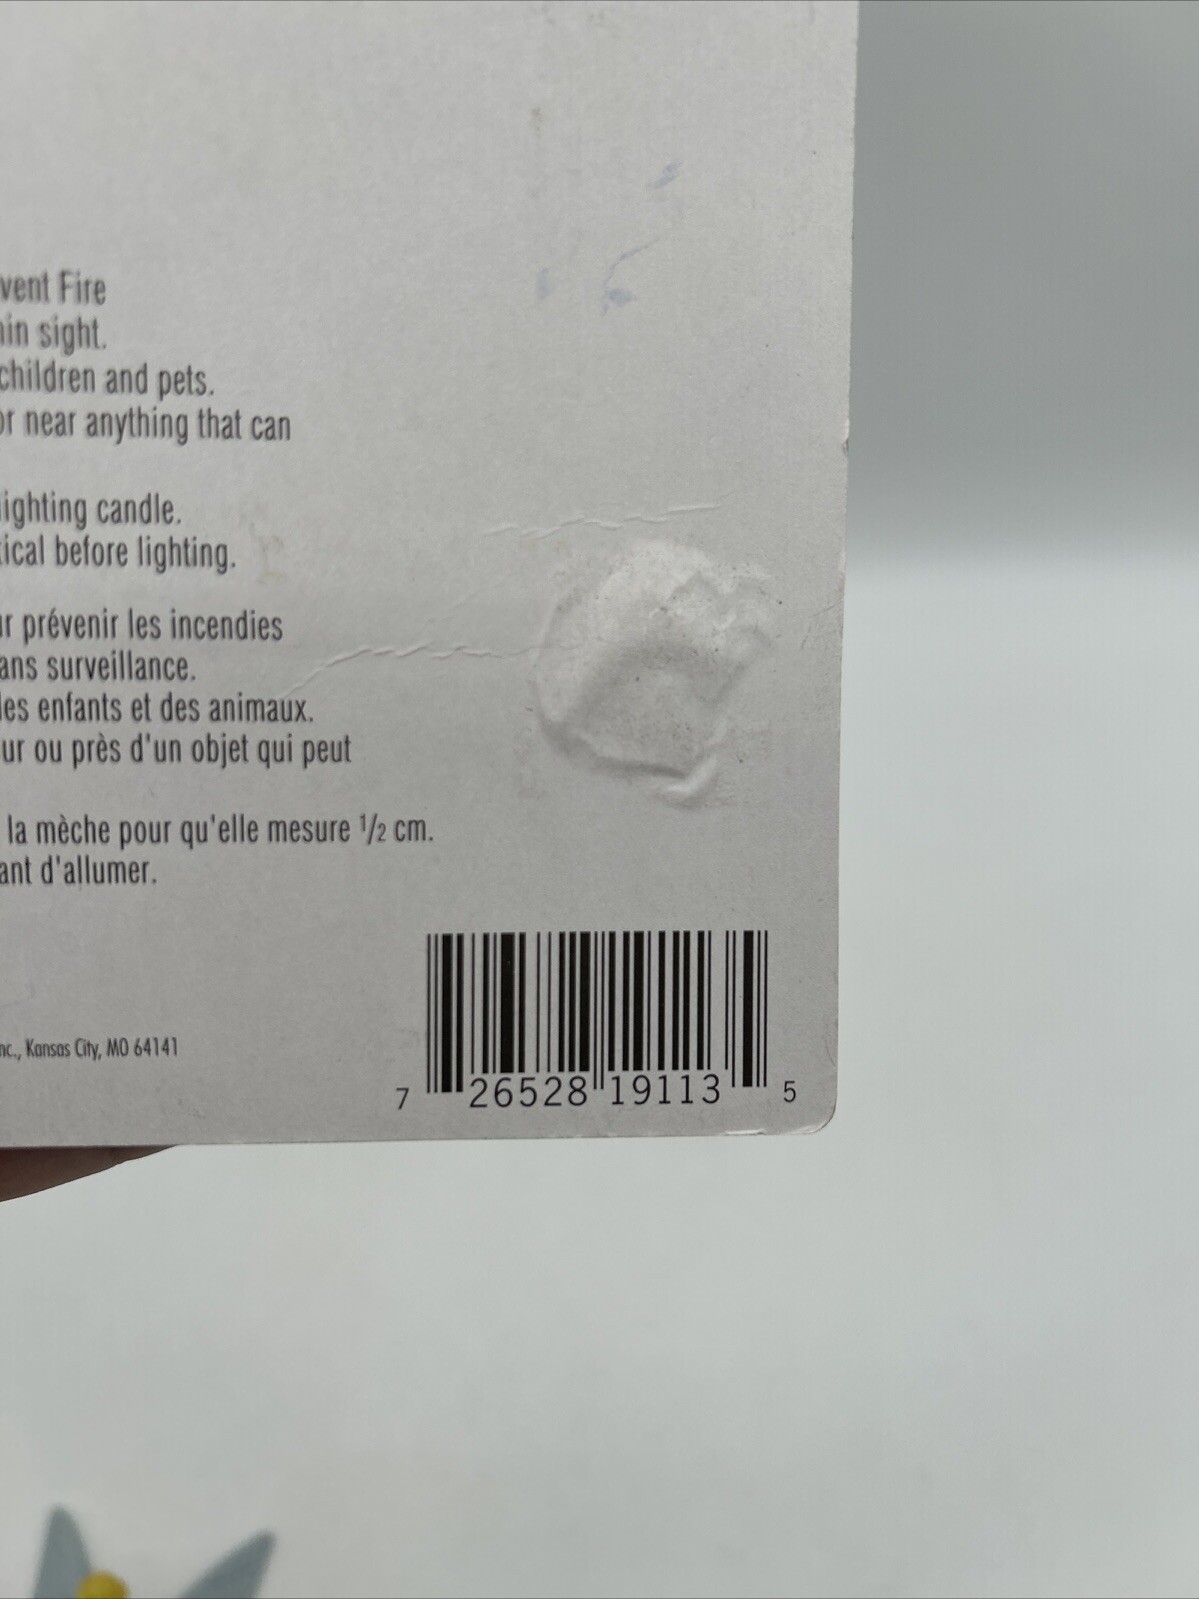 vent Fire
in sight.
children and pets.
or near anything that can
lighting candle.
ical before lighting.
r prévenir les incendies
ans surveillance.
les enfants et des animaux.
ur ou près d'un objet qui peut
la mèche pour qu'elle mesure 1/2 cm.
ant d'allumer.
nc., Kansas City, MO 64141
7 26528 19113 5